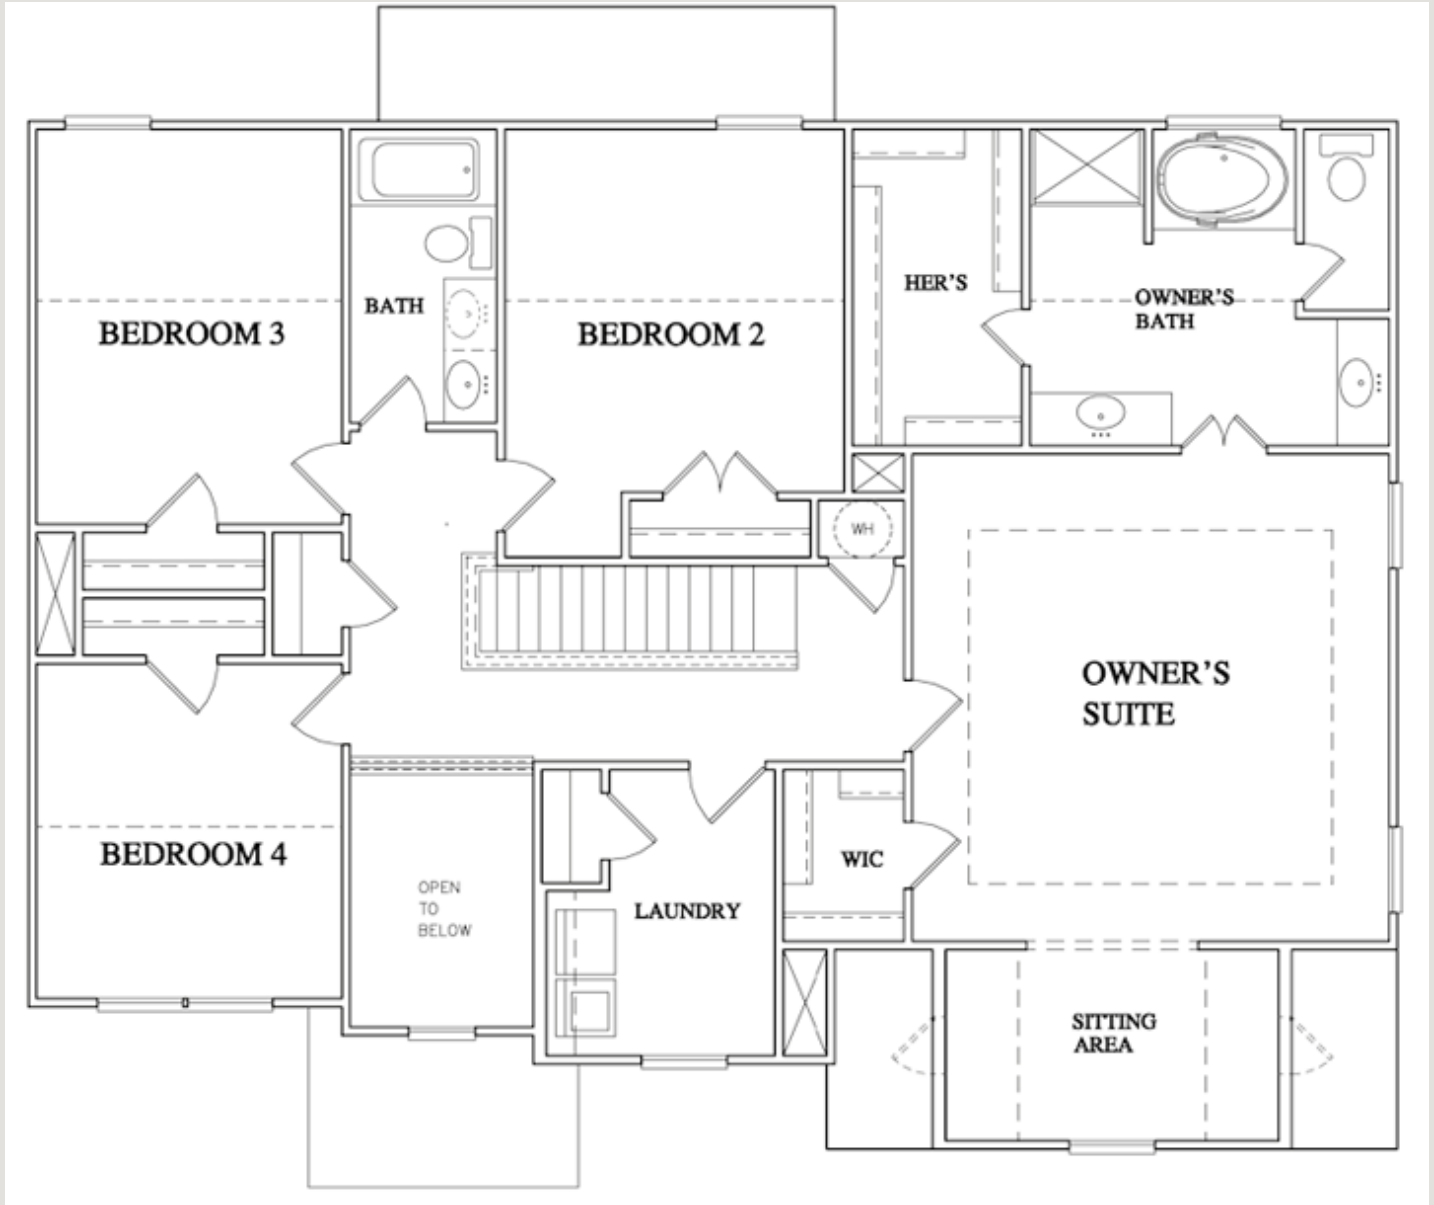 HER'S
OWNER'S
BATH
BATH
BEDROOM 3
BEDROOM 2
WH
OWNER'S
SUITE
BEDROOM 4
WIC
OPEN
TO
BELOW
LAUNDRY
SITTING
AREA